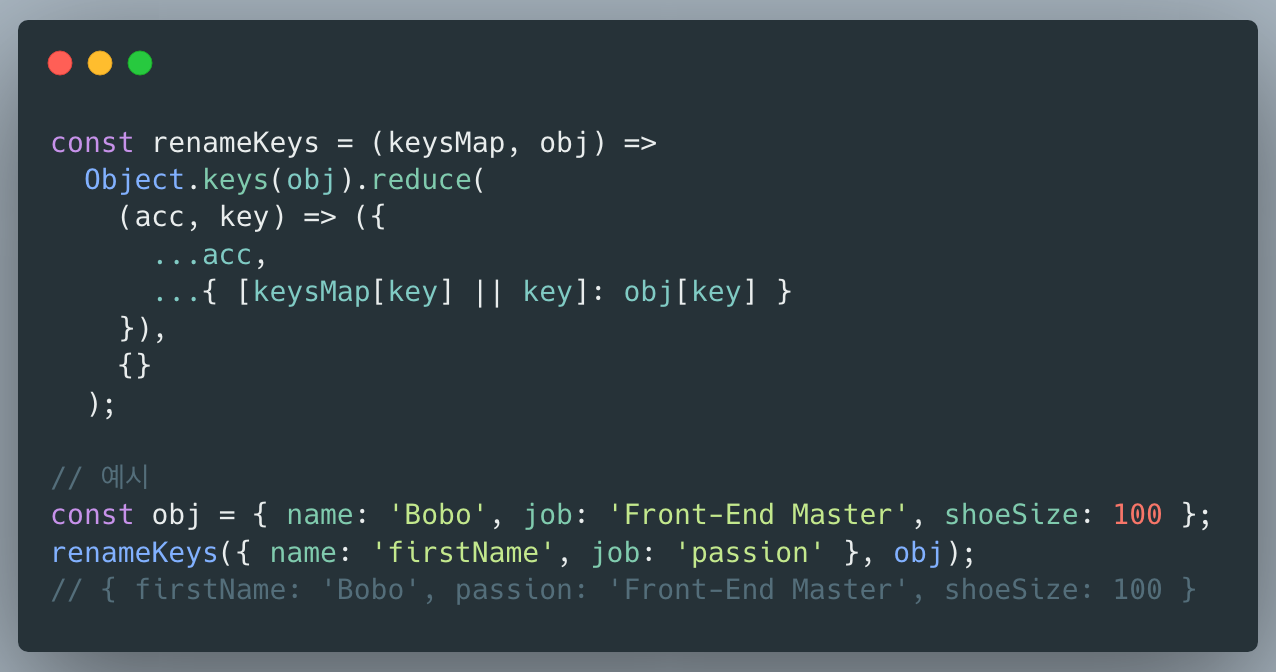 const renameKeys = (keysMap, obj) =>
  Object.keys(obj).reduce(
    (acc, key) => ({
      ...acc,
      ...{ [keysMap[key] || key]: obj[key] }
    }),
    {}
  );

// 예시
const obj = { name: 'Bobo', job: 'Front-End Master', shoeSize: 100 };
renameKeys({ name: 'firstName', job: 'passion' }, obj);
// { firstName: 'Bobo', passion: 'Front-End Master', shoeSize: 100 }